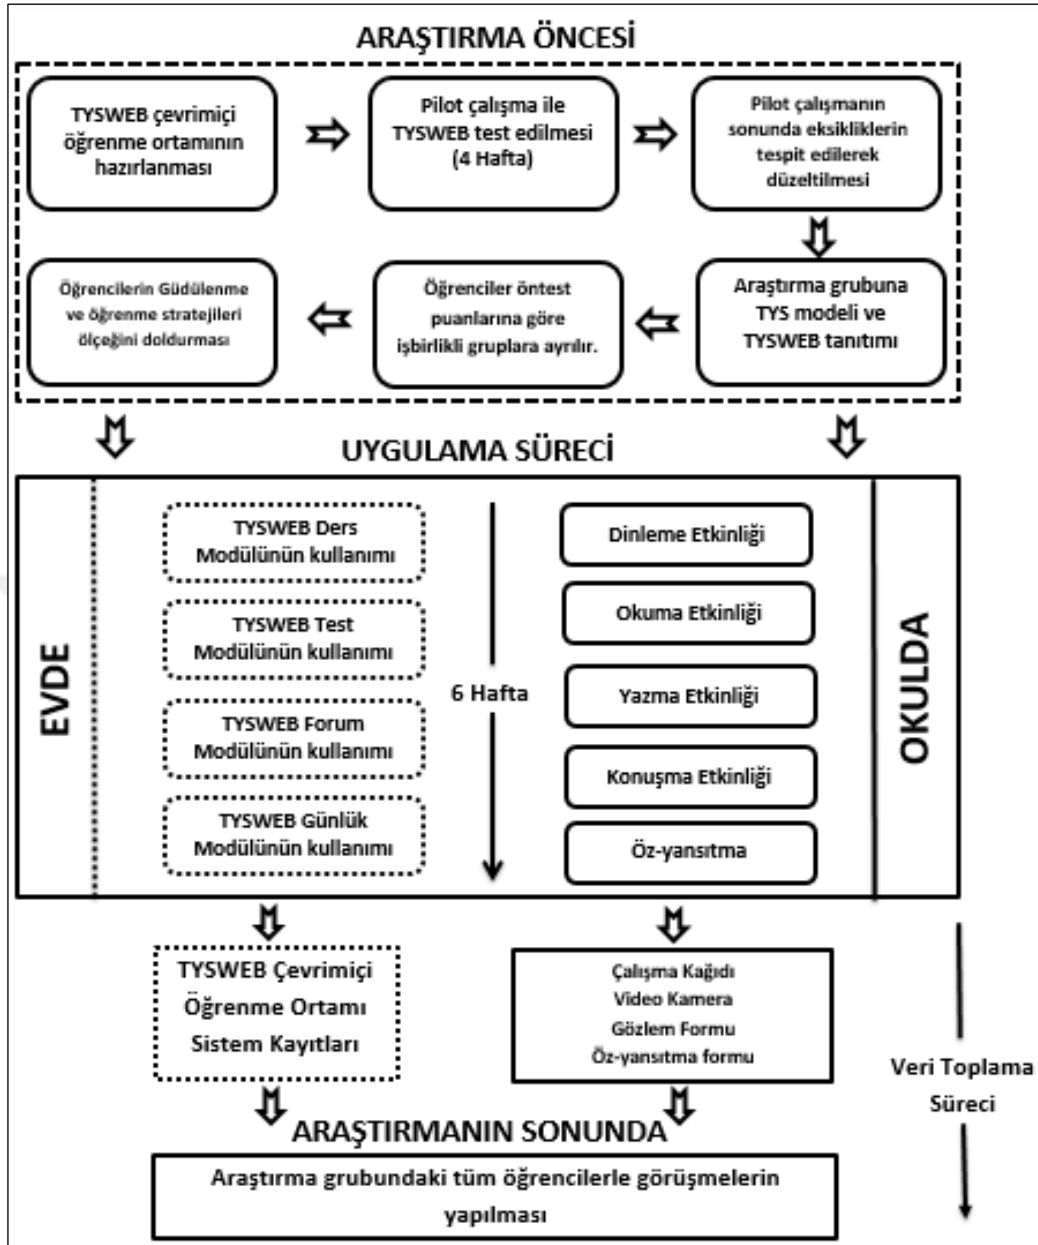 ARAŞTIRMA ÖNCESİ
TYSWEB çevrimiçi
öğrenme ortamının
hazırlanması
Pilot çalışma ile
TYSWEB test edilmesi
(4 Hafta)
Pilot çalışmanın
sonunda eksikliklerin
tespit edilerek
düzeltilmesi
Araştırma grubuna
TYS modeli ve
TYSWEB tanıtımı
Öğrenciler öntest
puanlarına göre
işbirlikli gruplara ayrılır.
Öğrencilerin Güdülenme
ve öğrenme stratejileri
ölçeğini doldurması
UYGULAMA SÜRECİ
EVDE
TYSWEB Ders
Modülünün kullanımı
TYSWEB Test
Modülünün kullanımı
TYSWEB Forum
Modülünün kullanımı
TYSWEB Günlük
Modülünün kullanımı
6 Hafta
Dinleme Etkinliği
Okuma Etkinliği
Yazma Etkinliği
Konuşma Etkinliği
Öz-yansıtma
OKULDA
TYSWEB Çevrimiçi
Öğrenme Ortamı
Sistem Kayıtları
Çalışma Kağıdı
Video Kamera
Gözlem Formu
Öz-yansıtma formu
Veri Toplama
Süreci
ARAŞTIRMANIN SONUNDA
Araştırma grubundaki tüm öğrencilerle görüşmelerin
yapılması